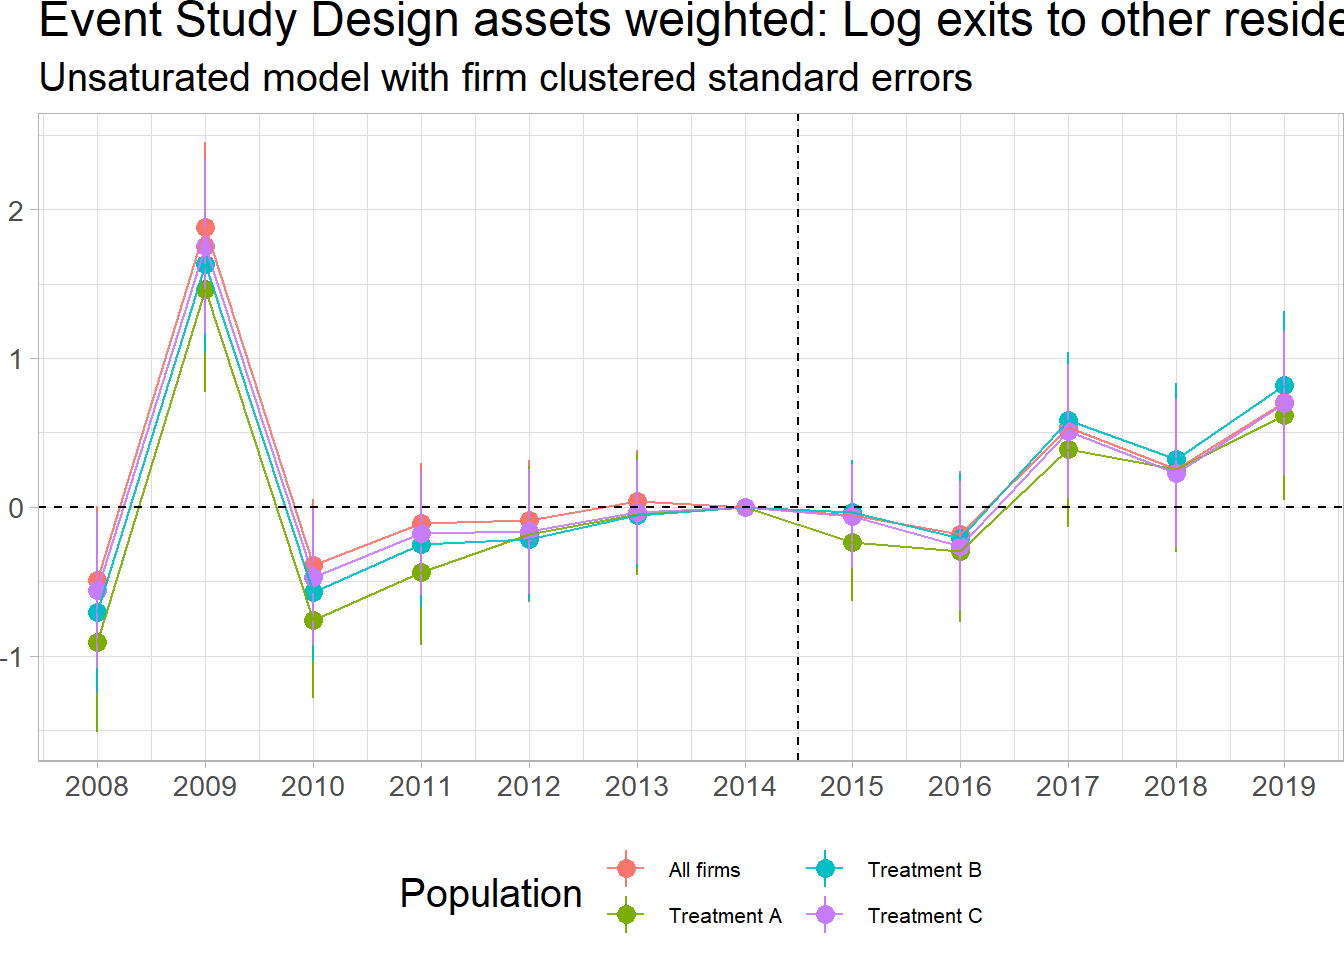 Event Study Design assets weighted: Log exits to other reside
Unsaturated model with firm clustered standard errors
2
1
0
-1
2008 2009 2010 2011 2012 2013 2014 2015 2016 2017 2018 2019
Population
All firms
Treatment A
Treatment B
Treatment C